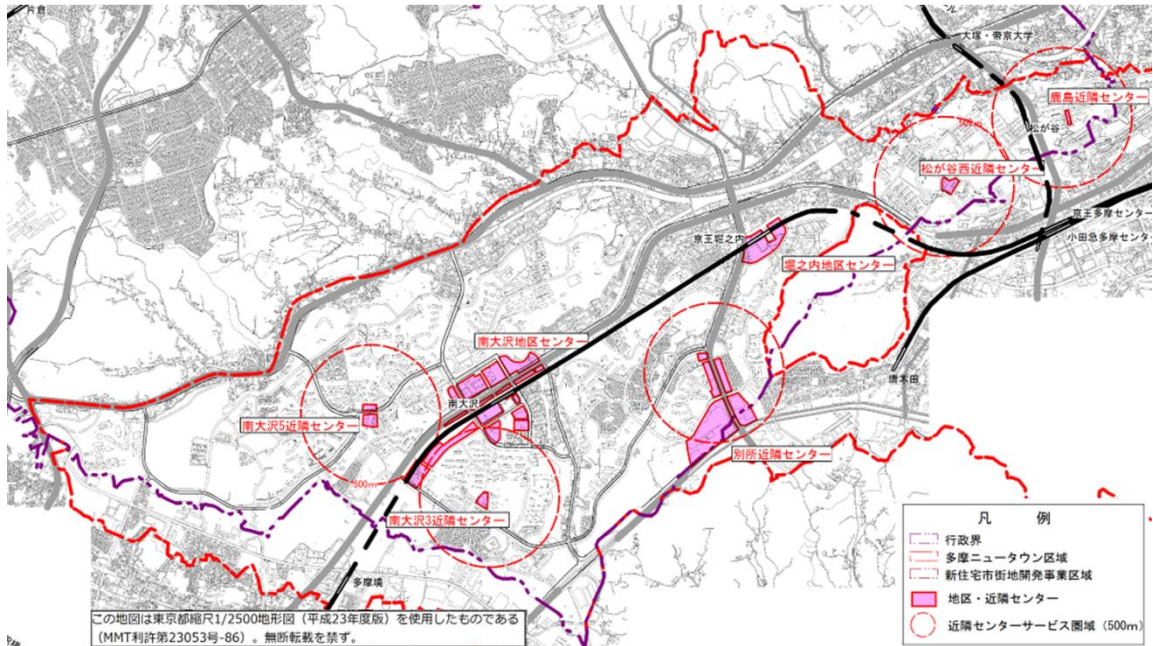 片倉
大塚・帝京大学
鹿島近隣センター
500m
松が谷
松が谷西近隣センター
京王多摩センター
京王堀之内
小田急多摩センター
堀之内地区センター
南大沢地区センター
唐木田
南大沢
南大沢5近隣センター
別所近隣センター
500m
南大沢3近隣センター
多摩境
凡 例
行政界
多摩ニュータウン区域
新住宅市街地開発事業区域
地区・近隣センター
近隣センターサービス圏域(500m)
この地図は東京都縮尺1/2500地形図(平成23年度版)を使用したものである
(MMT利許第23053号-86)。無断転載を禁ず。